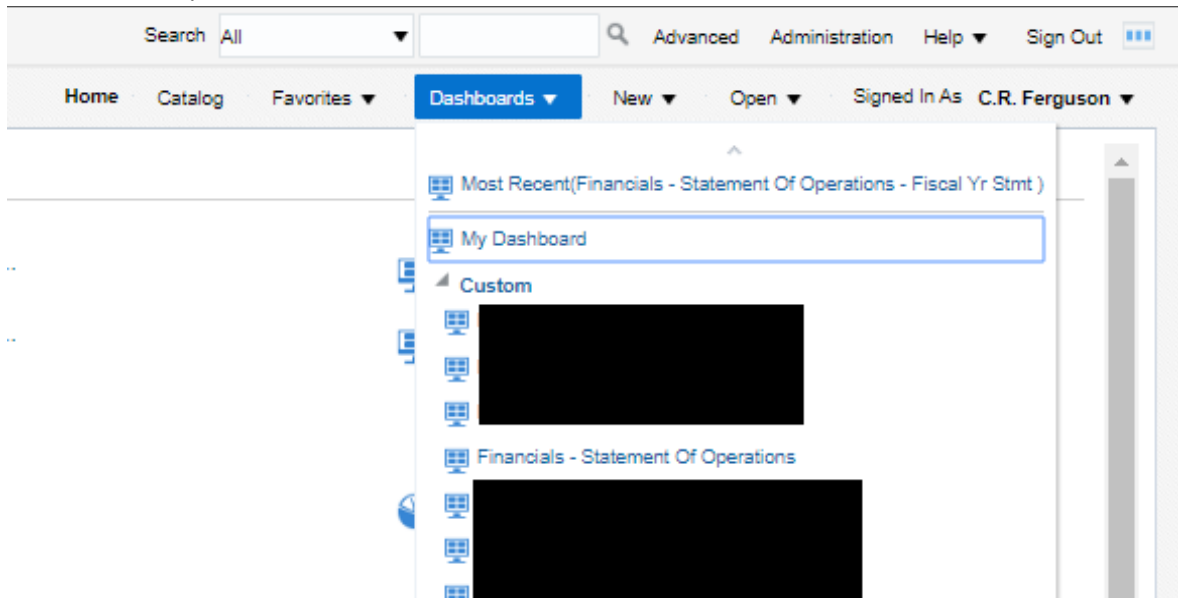 Search All Advanced Administration Help Sign Out
Home Catalog Favorites Dashboards New Open Signed In As C.R. Ferguson
Most Recent(Financials - Statement Of Operations - Fiscal Yr Stmt )
My Dashboard
..
Custom
..
Financials - Statement Of Operations